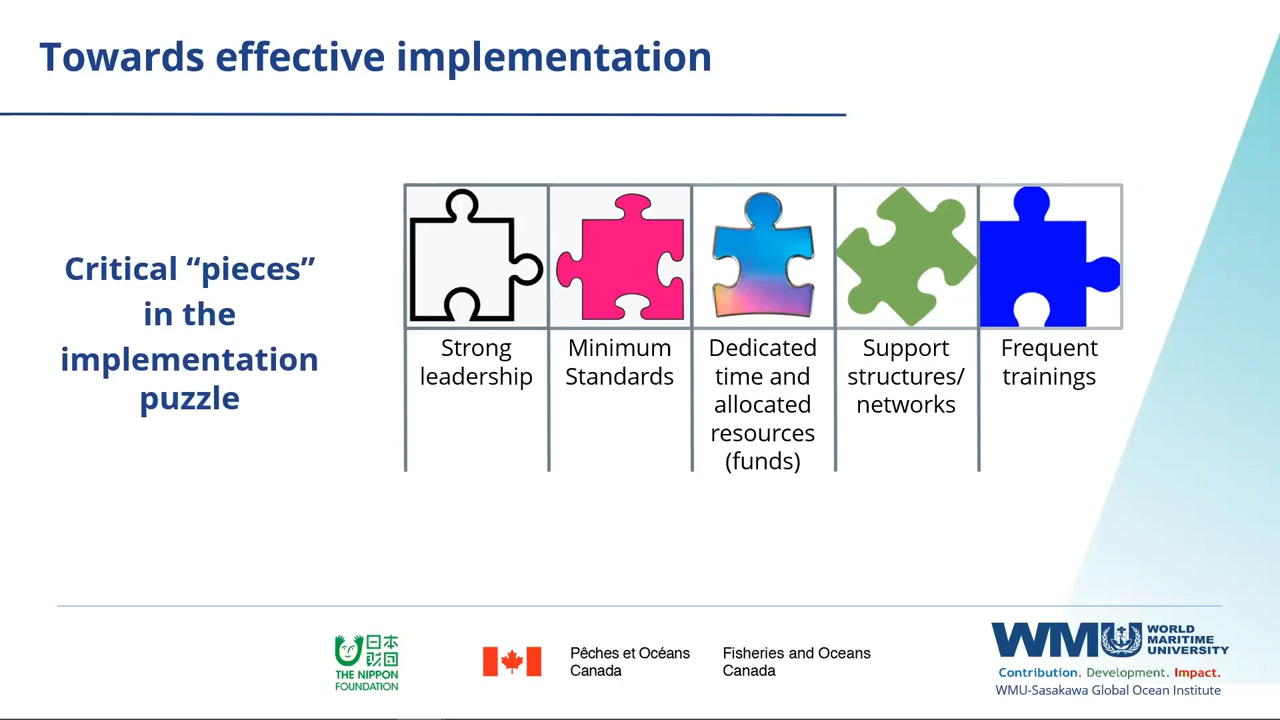 Towards effective implementation
Critical “pieces”
in the
implementation
puzzle
Strong
leadership
Minimum
Standards
Dedicated
time and
allocated
resources
(funds)
Support
structures/
networks
Frequent
trainings
日本
財団
THE NIPPON
FOUNDATION
Pêches et Océans
Canada
Fisheries and Oceans
Canada
WMU
WORLD
MARITIME
UNIVERSITY
Contribution. Development. Impact.
WMU-Sasakawa Global Ocean Institute